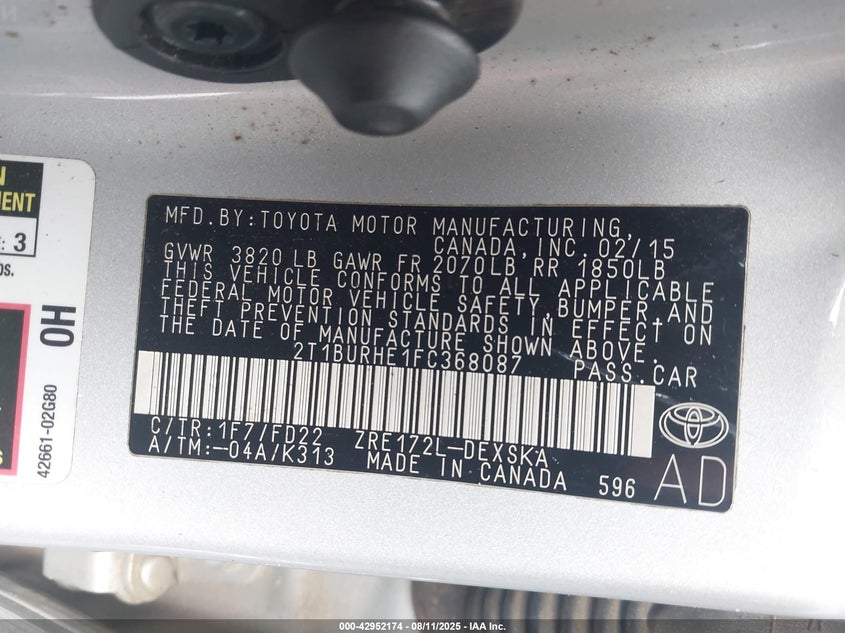 MFD.BY:TOYOTA MOTOR MANUFACTURING,
CANADA, INC. 02/15
GVWR 3820 LB GAWR FR 2070LB RR 1850LB
THIS VEHICLE CONFORMS TO ALL APPLICABLE
FEDERAL MOTOR VEHICLE SAFETY,BUMPER,AND
THEFT PREVENTION STANDARDS IN EFFECT ON
THE DATE OF MANUFACTURE SHOWN ABOVE.
2T1BURHE1FC368087 PASS.CAR
C/TR:1F7/FD22 ZRE172L-DEXSKA
A/TM:-04A/K313 MADE IN CANADA 596 AD
3
OH
42661-02G80
000-42952174 - 08/11/2025 - IAA Inc.